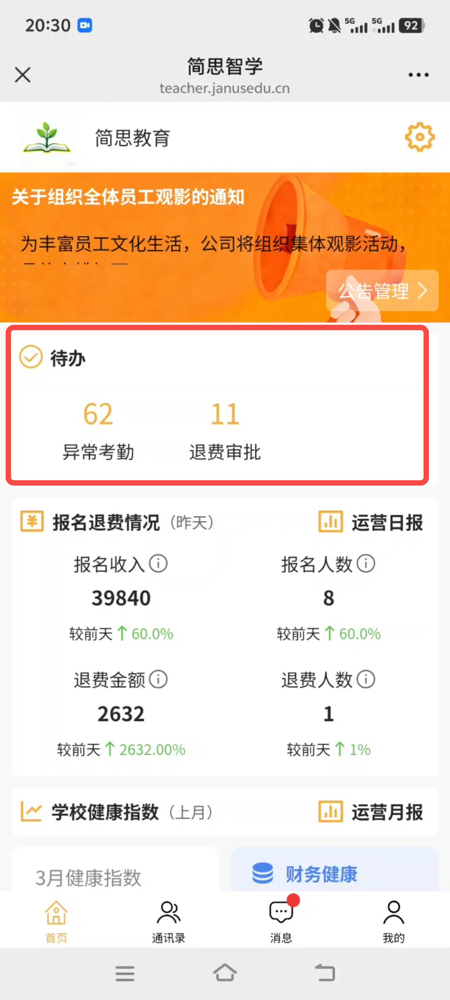 20:30
5G 5G 92
简思智学
teacher.janusedu.cn
简思教育
关于组织全体员工观影的通知
为丰富员工文化生活，公司将组织集体观影活动，
公告管理
待办
62 11
异常考勤 退费审批
报名退费情况（昨天） 运营日报
报名收入 报名人数
39840 8
较前天↑60.0% 较前天↑60.0%
退费金额 退费人数
2632 1
较前天↑2632.00% 较前天↑1%
学校健康指数（上月） 运营月报
3月健康指数 财务健康
首页 通讯录 消息 我的